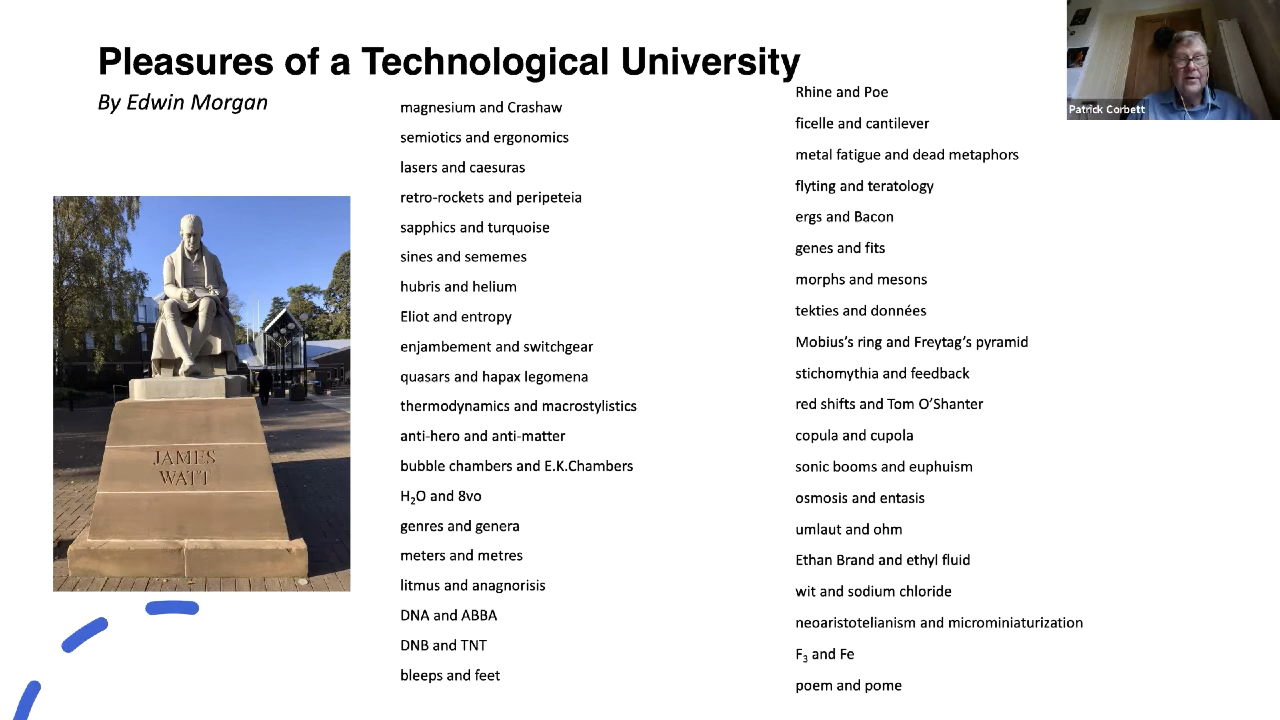 Pleasures of a Technological University
By Edwin Morgan
magnesium and Crashaw
semiotics and ergonomics
lasers and caesuras
retro-rockets and peripeteia
sapphics and turquoise
sines and sememes
hubris and helium
Eliot and entropy
enjambement and switchgear
quasars and hapax legomena
thermodynamics and macrostylistics
anti-hero and anti-matter
bubble chambers and E.K.Chambers
H₂O and 8vo
genres and genera
meters and metres
litmus and anagnorisis
DNA and ABBA
DNB and TNT
bleeps and feet
Rhine and Poe
ficelle and cantilever
metal fatigue and dead metaphors
flyting and teratology
ergs and Bacon
genes and fits
morphs and mesons
tekties and données
Mobius’s ring and Freytag’s pyramid
stichomythia and feedback
red shifts and Tom O’Shanter
copula and cupola
sonic booms and euphuism
osmosis and entasis
umlaut and ohm
Ethan Brand and ethyl fluid
wit and sodium chloride
neoaristotelianism and microminiaturization
F₃ and Fe
poem and pome
JAMES
WATT
Patrick Corbett